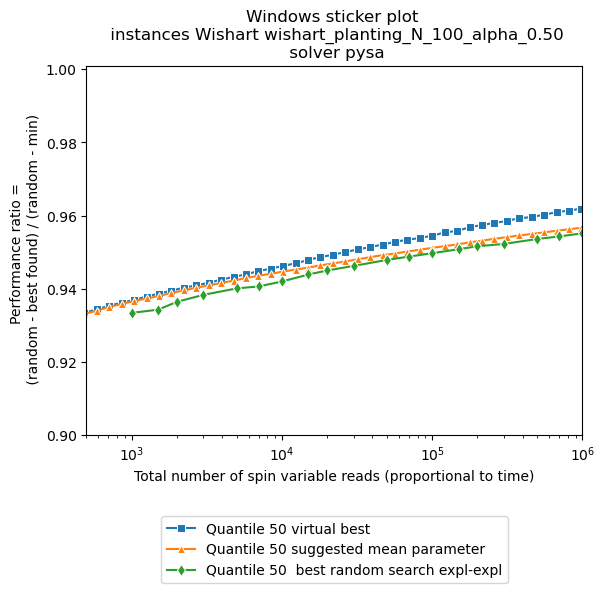 Windows sticker plot
instances Wishart wishart_planting_N_100_alpha_0.50
solver pysa
Performance ratio =
(random - best found) / (random - min)
1.00
0.98
0.96
0.94
0.92
0.90
10³ 10⁴ 10⁵ 10⁶
Total number of spin variable reads (proportional to time)
Quantile 50 virtual best
Quantile 50 suggested mean parameter
Quantile 50  best random search expl-expl